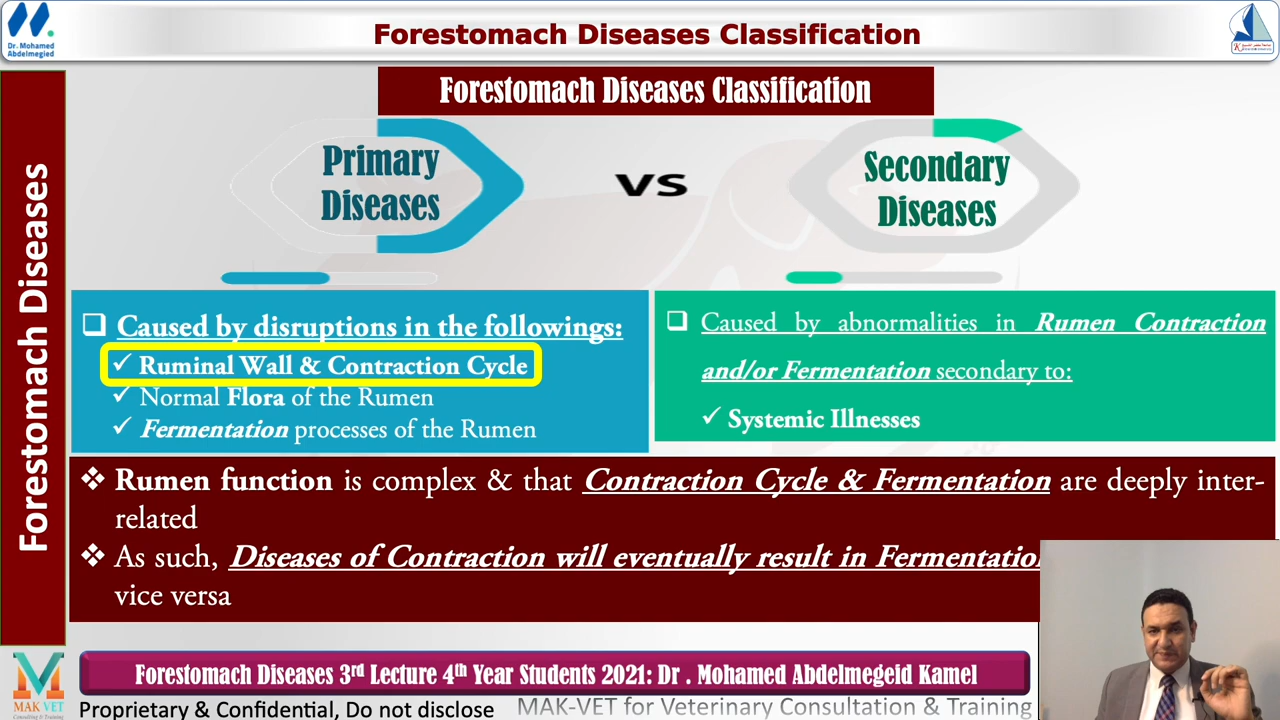 Dr. Mohamed
Abdelmegied
Forestomach Diseases Classification
Forestomach Diseases Classification
Forestomach Diseases
Primary
Diseases
VS
Secondary
Diseases
❑ Caused by disruptions in the followings:
✓ Ruminal Wall & Contraction Cycle
✓ Normal Flora of the Rumen
✓ Fermentation processes of the Rumen
❑ Caused by abnormalities in Rumen Contraction
and/or Fermentation secondary to:
✓ Systemic Illnesses
❖ Rumen function is complex & that Contraction Cycle & Fermentation are deeply inter-
related
❖ As such, Diseases of Contraction will eventually result in Fermentation
vice versa
Forestomach Diseases 3rd Lecture 4th Year Students 2021: Dr . Mohamed Abdelmegeid Kamel
MAK VET
Consulting & Training
Proprietary & Confidential, Do not disclose
MAK-VET for Veterinary Consultation & Training